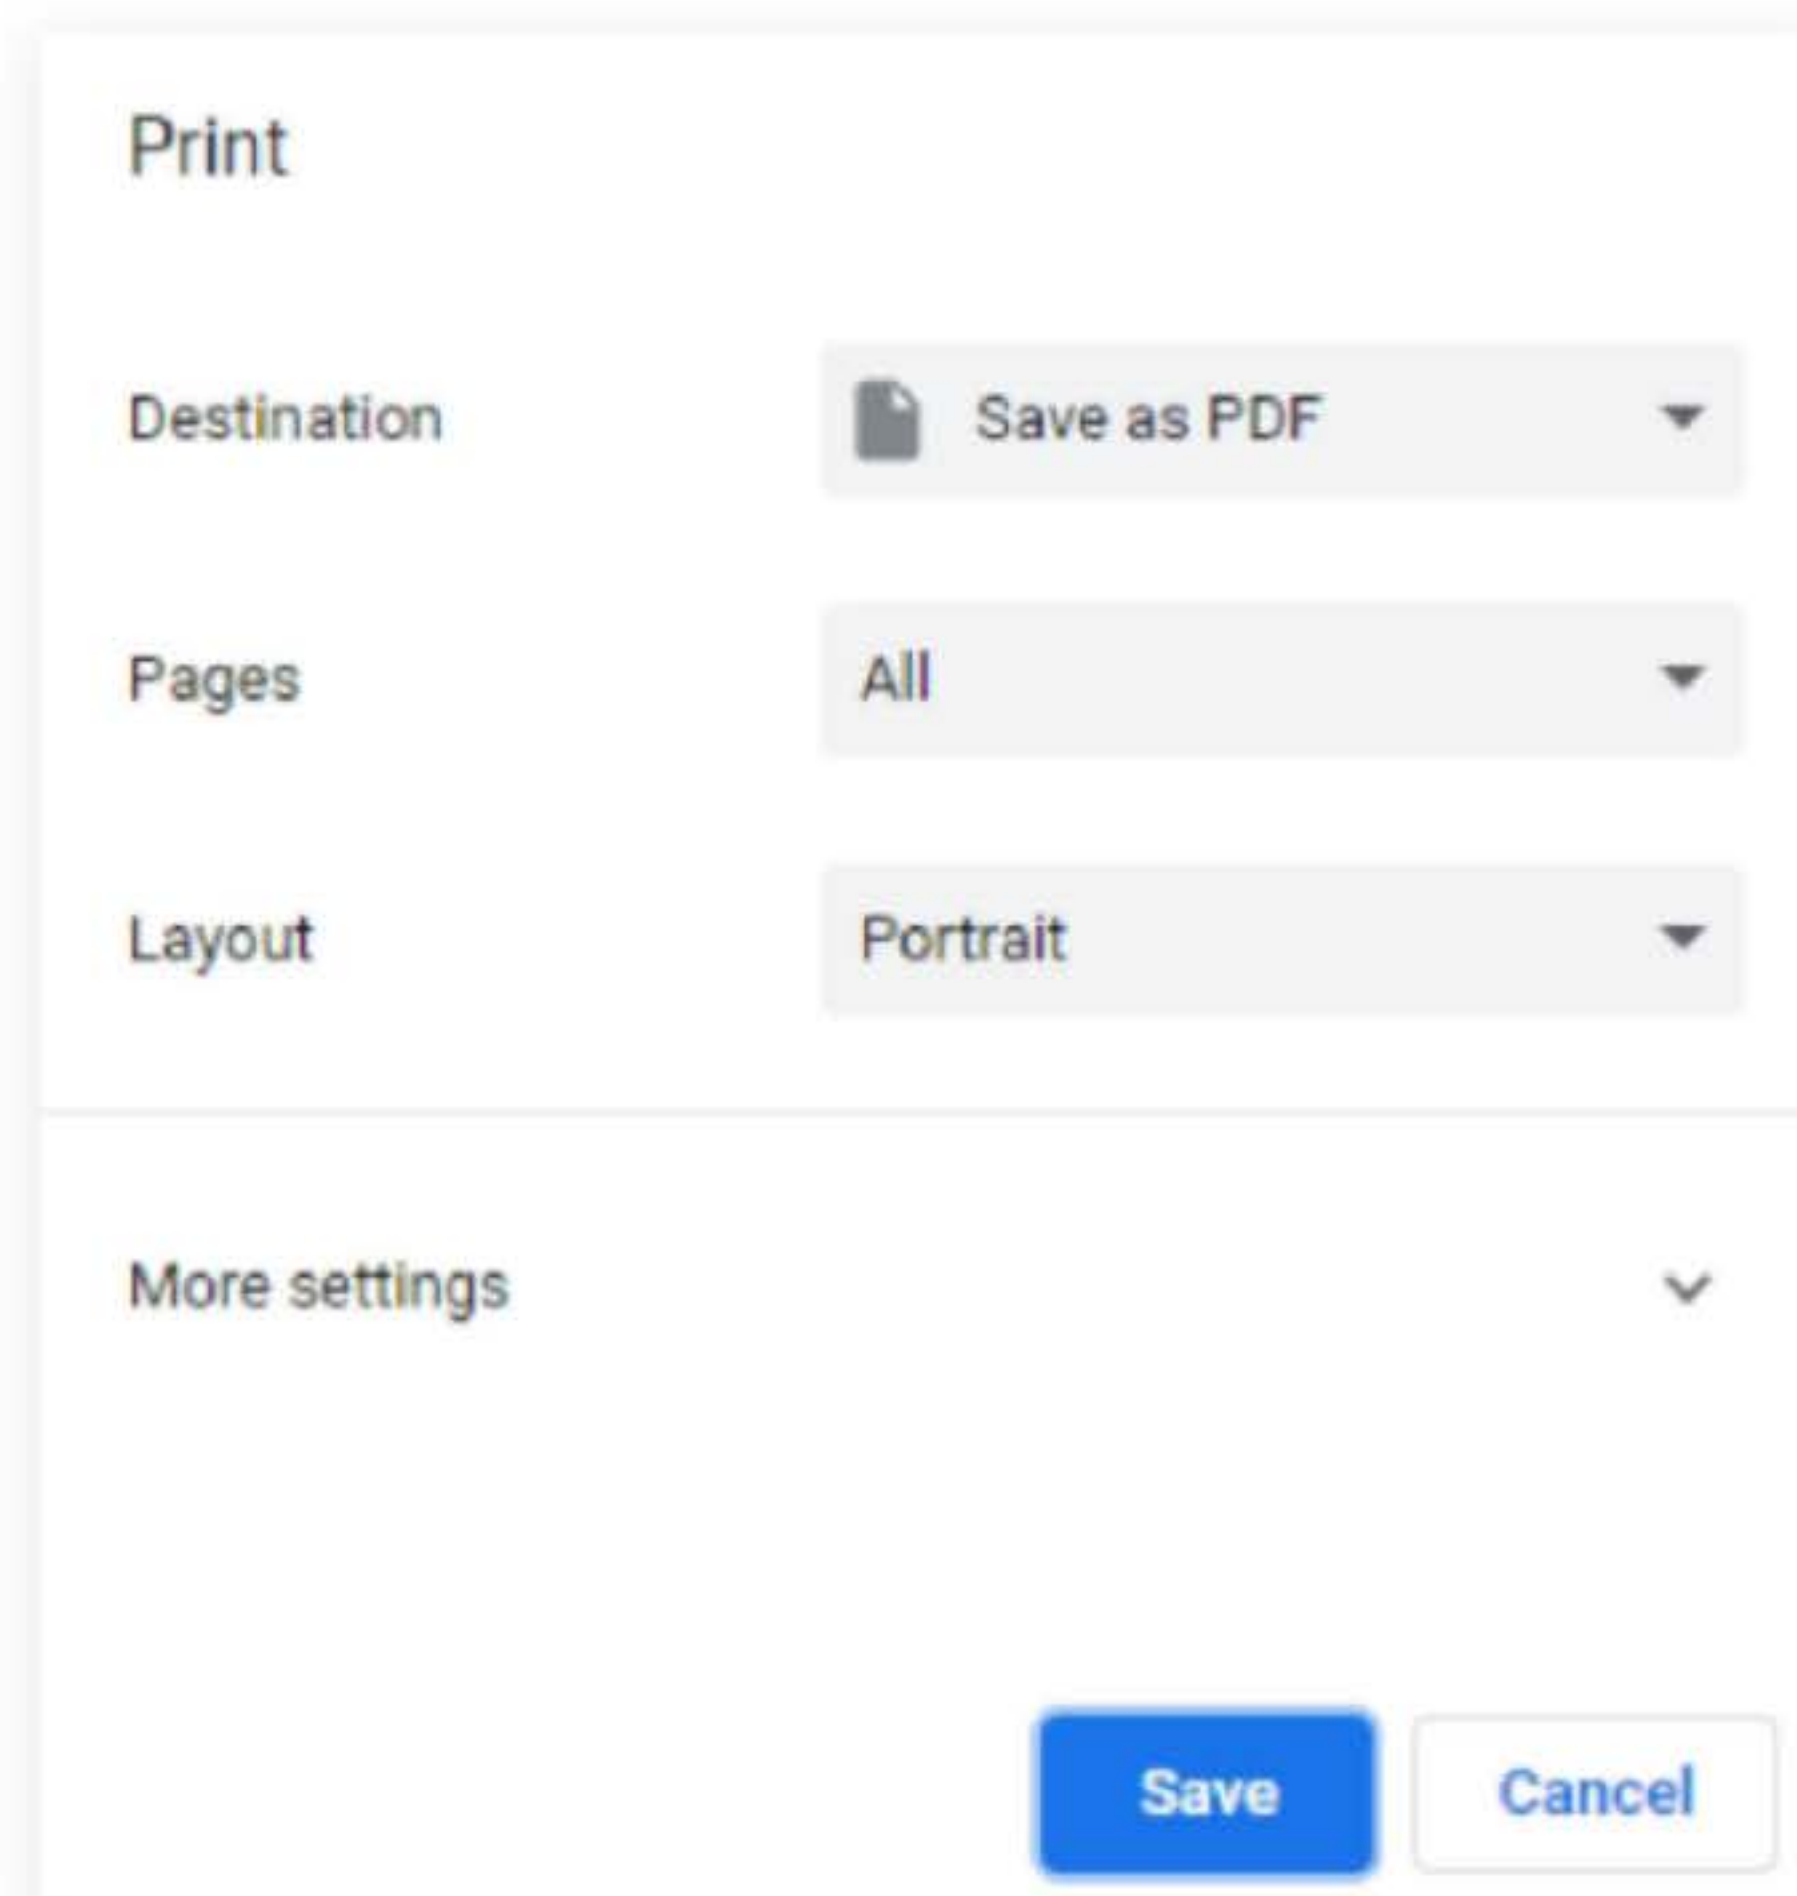 Print
Destination Save as PDF
Pages All
Layout Portrait
More settings
Save Cancel